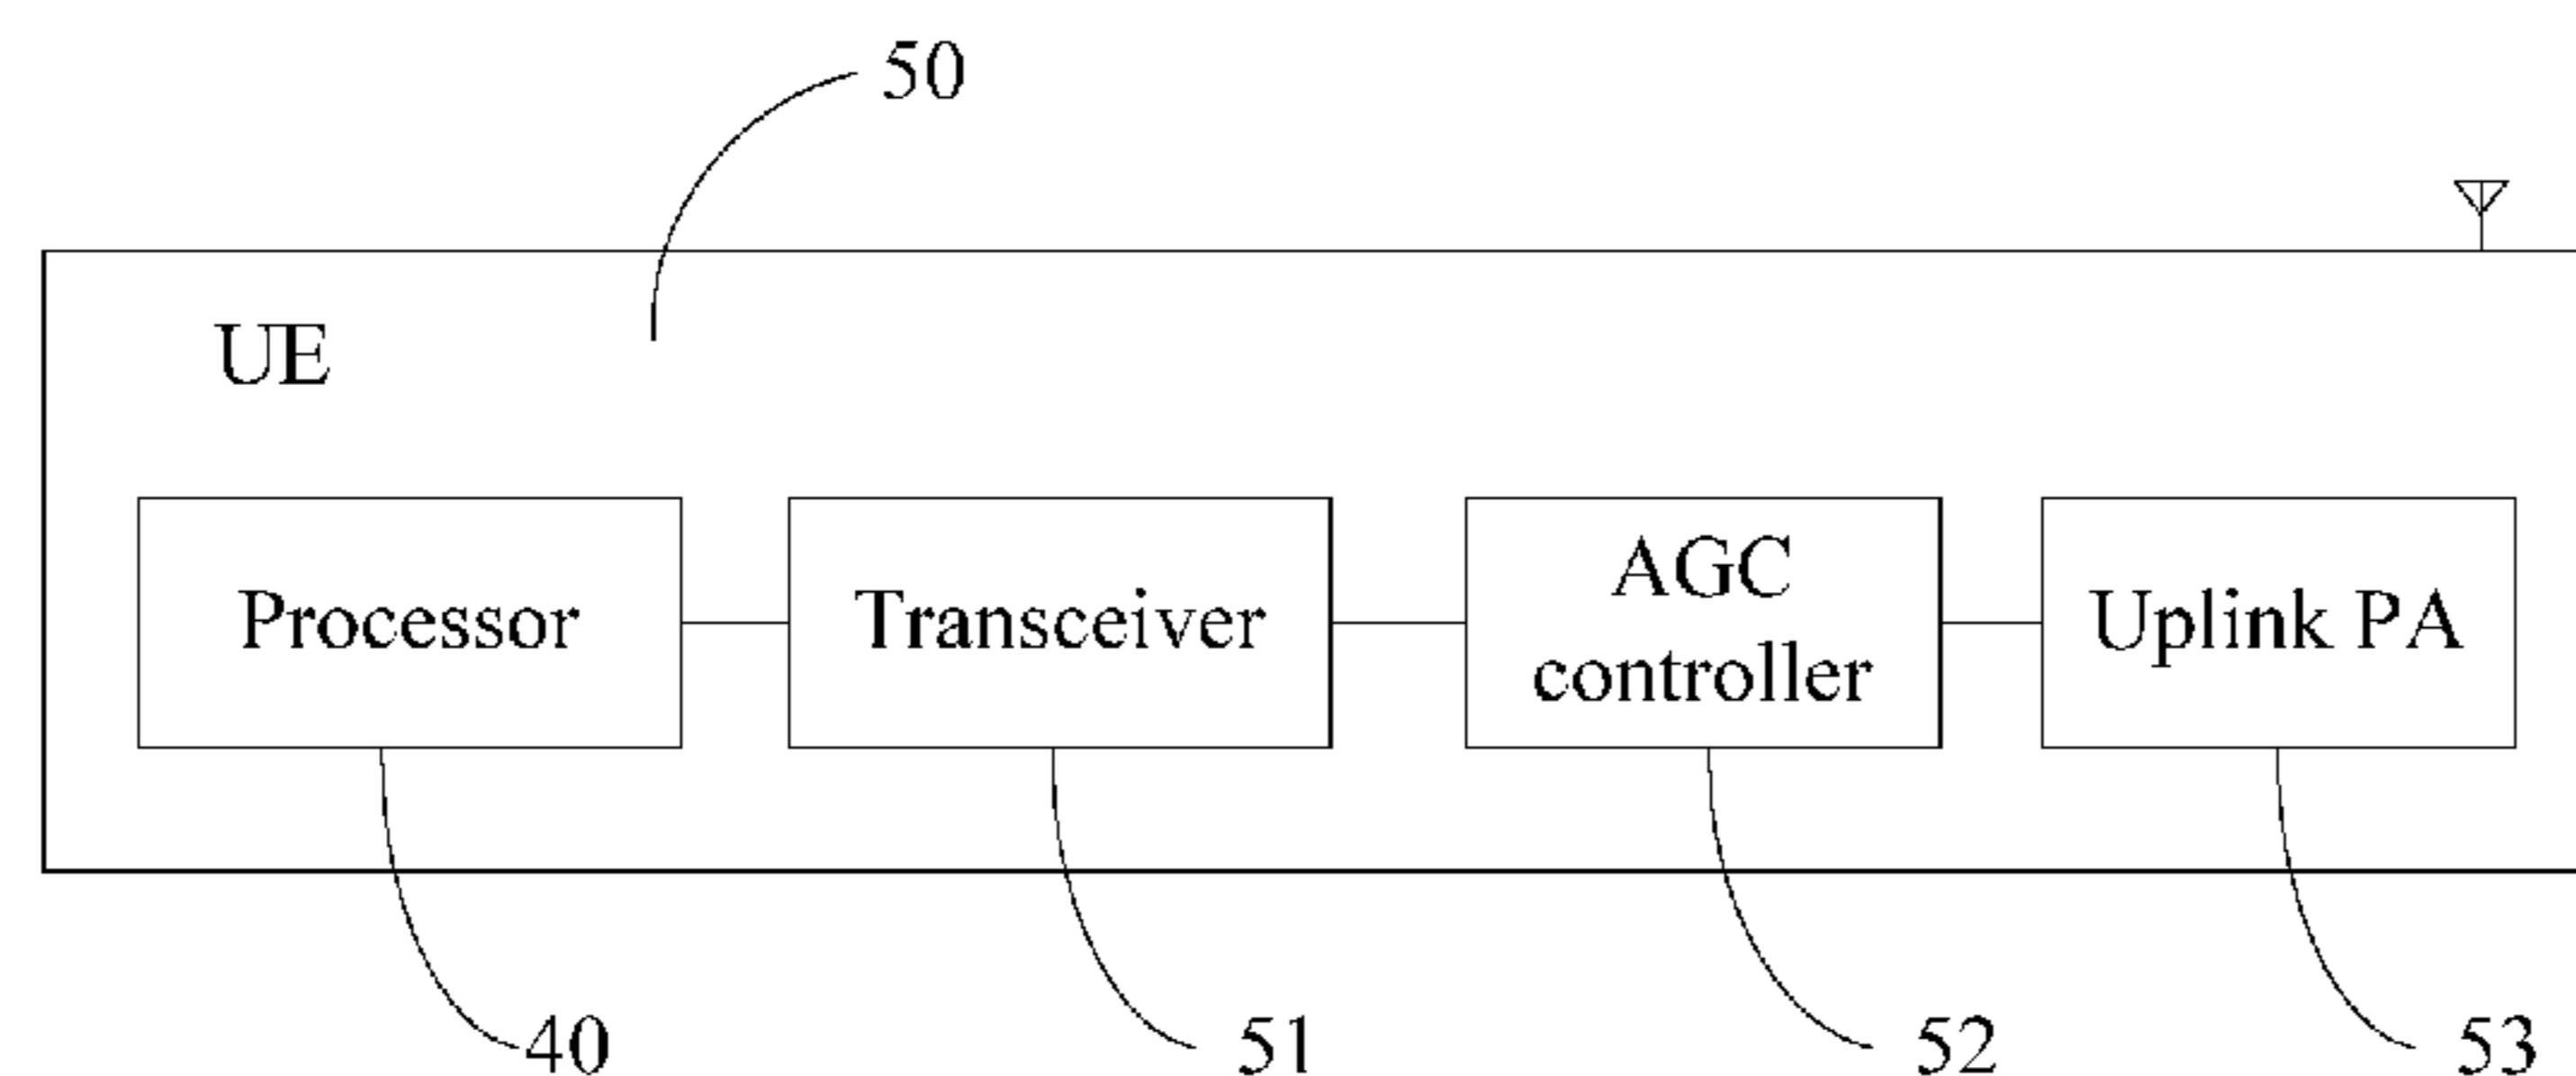 50
UE
Processor
Transceiver
AGC
controller
Uplink PA
40
51
52
53